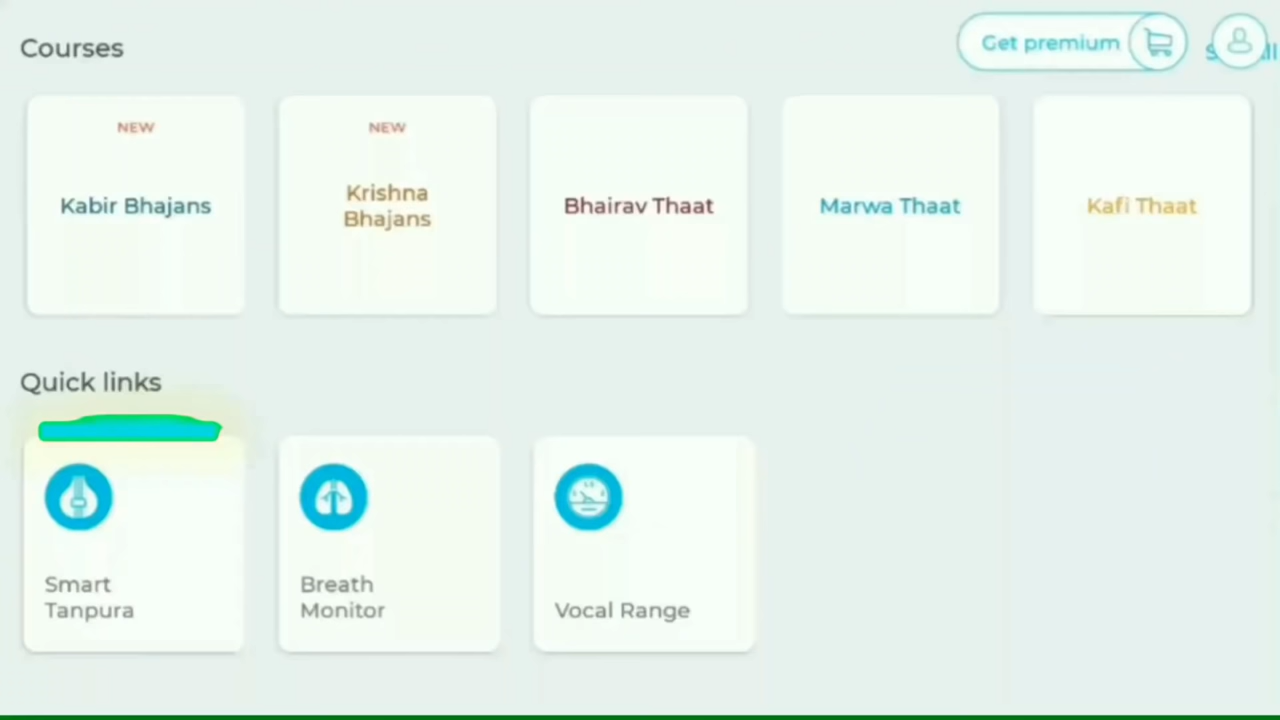 Courses
Get premium
NEW
Kabir Bhajans
NEW
Krishna
Bhajans
Bhairav Thaat
Marwa Thaat
Kafi Thaat
Quick links
Smart
Tanpura
Breath
Monitor
Vocal Range